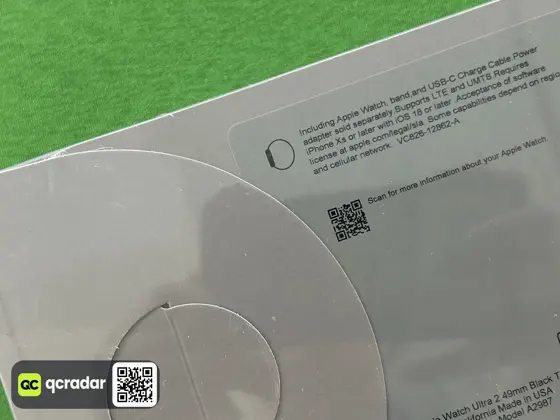 Including Apple Watch, band,and USB-C Charge Cable Power
adapter sold separately.Supports LTE and UMTS Requires
iPhone Xs or later with iOS 18 or later .Acceptance of software
license at apple.com/legal/sla. Some capabilities depend on region
and cellular network. VC626-12862-A
Scan for more information about your Apple Watch
Watch Ultra 2 49mm Black
California Made in USA
Model A2987
QC qcradar